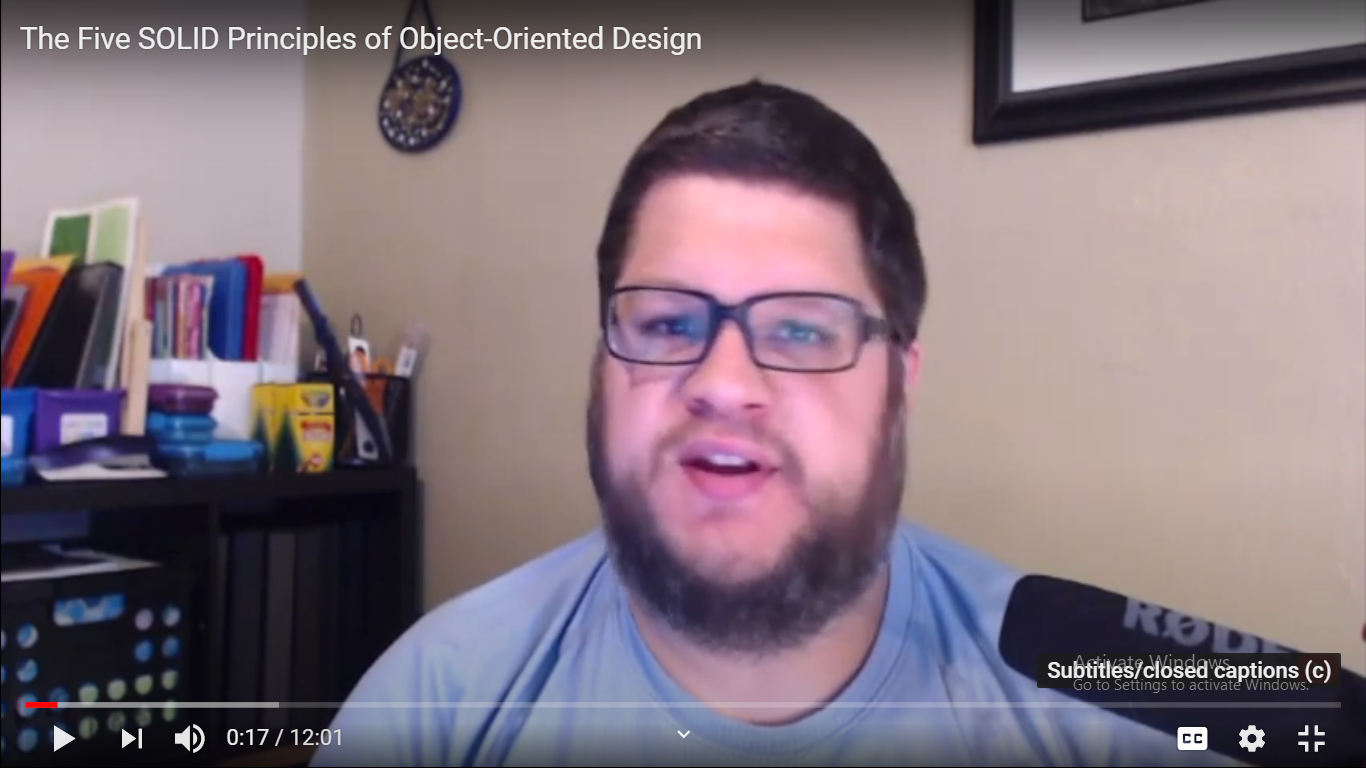 The Five SOLID Principles of Object-Oriented Design
RØDE
Activate Windows
Subtitles/closed captions (c)
Go to Settings to activate Windows.
0:17 / 12:01
CC